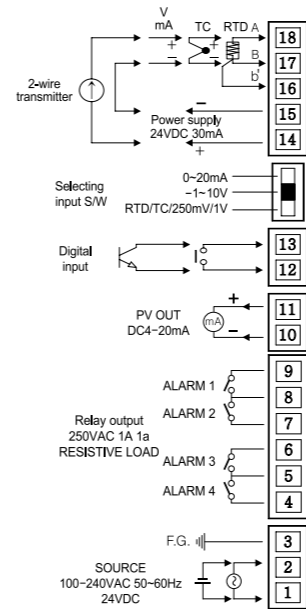 V
mA TC RTD A
+ + 18
− − B 17
b' 16
2-wire
transmitter
− 15
Power supply
24VDC 30mA
+ 14
Selecting
input S/W
0~20mA
−1~10V
RTD/TC/250mV/1V
Digital
input
13
12
PV OUT
DC4−20mA
+ 11
mA
− 10
9
ALARM 1
8
ALARM 2
7
Relay output
250VAC 1A 1a
RESISTIVE LOAD
6
ALARM 3
5
ALARM 4
4
F.G. 3
SOURCE
100−240VAC 50~60Hz
24VDC
2
1